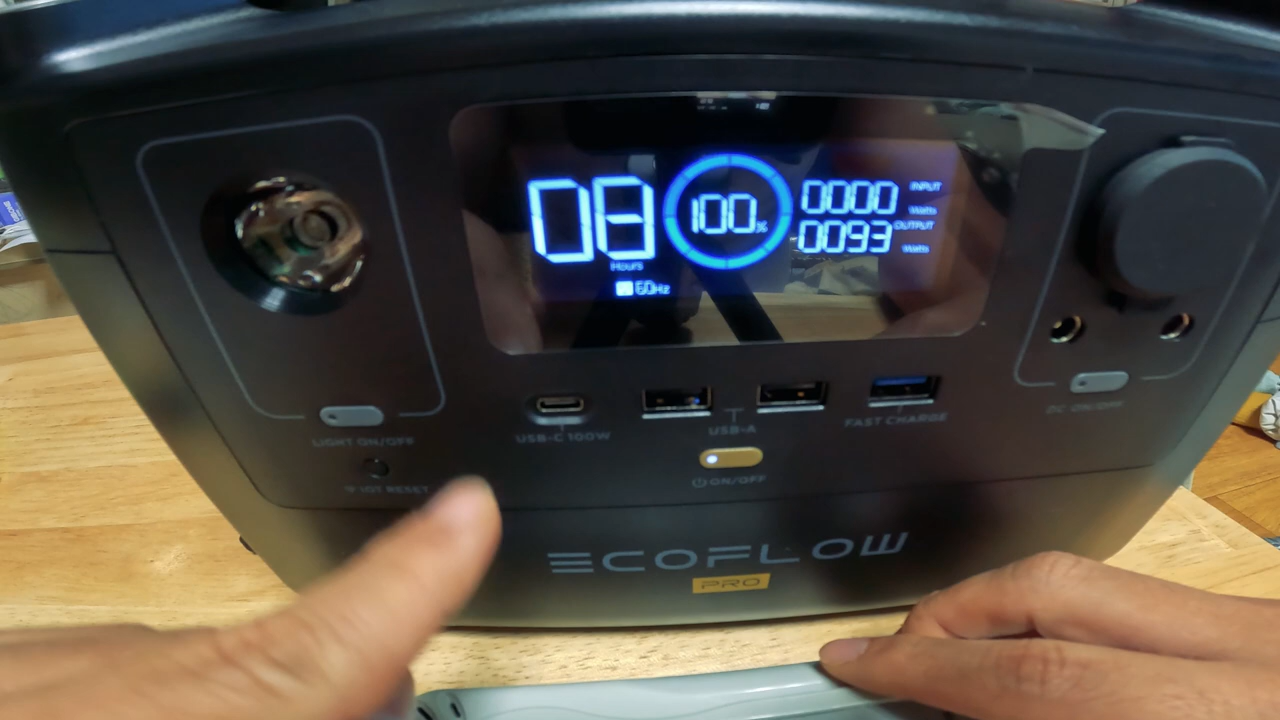 08
Hours
60Hz
100%
0000 INPUT
Watts
0093 OUTPUT
Watts
LIGHT ON/OFF
IOT RESET
USB-C 100W
USB-A
FAST CHARGE
DC ON/OFF
ON/OFF
ECOFLOW
PRO